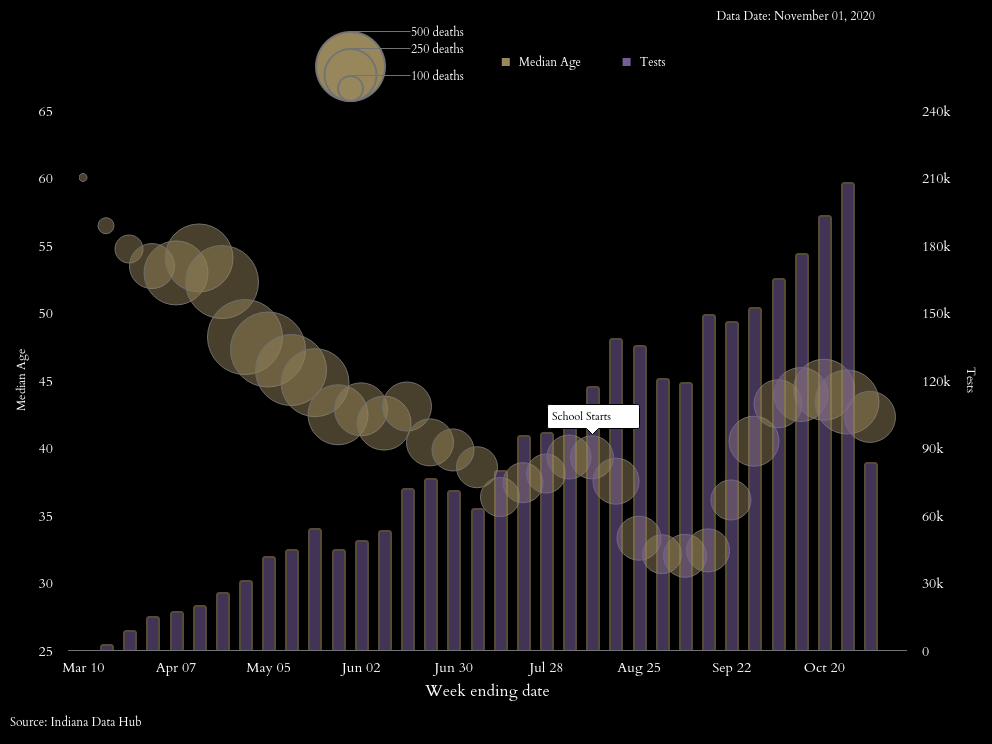 Data Date: November 01, 2020
500 deaths
250 deaths
100 deaths
Median Age
Tests
65
60
55
50
45
40
35
30
25
240k
210k
180k
150k
120k
90k
60k
30k
0
Median Age
Tests
School Starts
Mar 10
Apr 07
May 05
Jun 02
Jun 30
Jul 28
Aug 25
Sep 22
Oct 20
Week ending date
Source: Indiana Data Hub